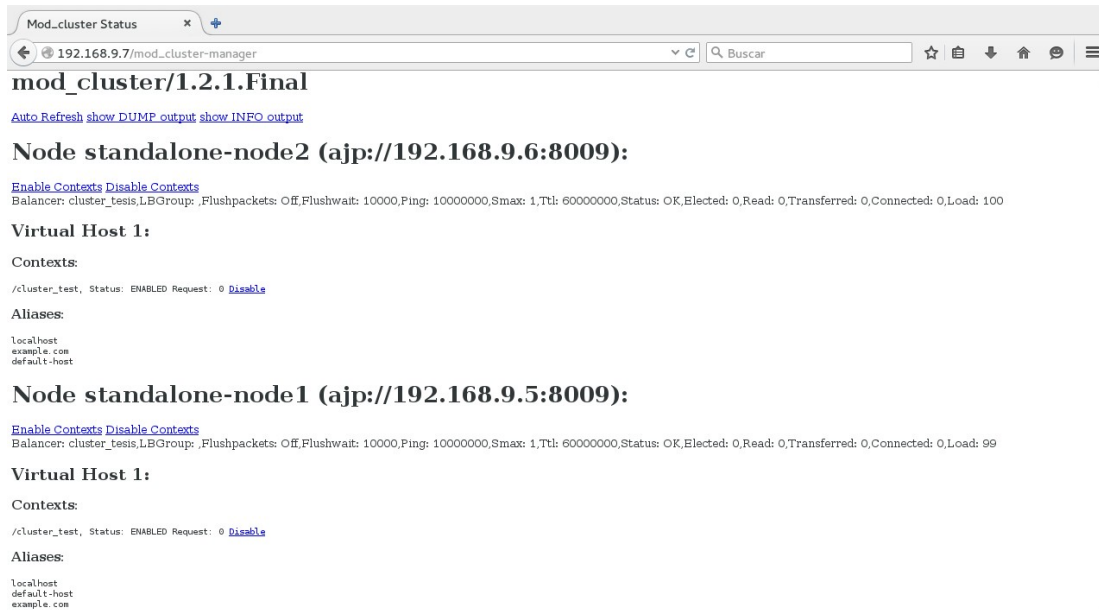 Mod_cluster Status
192.168.9.7/mod_cluster-manager
Buscar
mod_cluster/1.2.1.Final
Auto Refresh show DUMP output show INFO output
Node standalone-node2 (ajp://192.168.9.6:8009):
Enable Contexts Disable Contexts
Balancer: cluster_tesis,LBGroup: ,Flushpackets: Off,Flushwait: 10000,Ping: 10000000,Smax: 1,Ttl: 60000000,Status: OK,Elected: 0,Read: 0,Transferred: 0,Connected: 0,Load: 100
Virtual Host 1:
Contexts:
/cluster_test, Status: ENABLED Request: 0 Disable
Aliases:
localhost
example.com
default-host
Node standalone-node1 (ajp://192.168.9.5:8009):
Enable Contexts Disable Contexts
Balancer: cluster_tesis,LBGroup: ,Flushpackets: Off,Flushwait: 10000,Ping: 10000000,Smax: 1,Ttl: 60000000,Status: OK,Elected: 0,Read: 0,Transferred: 0,Connected: 0,Load: 99
Virtual Host 1:
Contexts:
/cluster_test, Status: ENABLED Request: 0 Disable
Aliases:
localhost
default-host
example.com